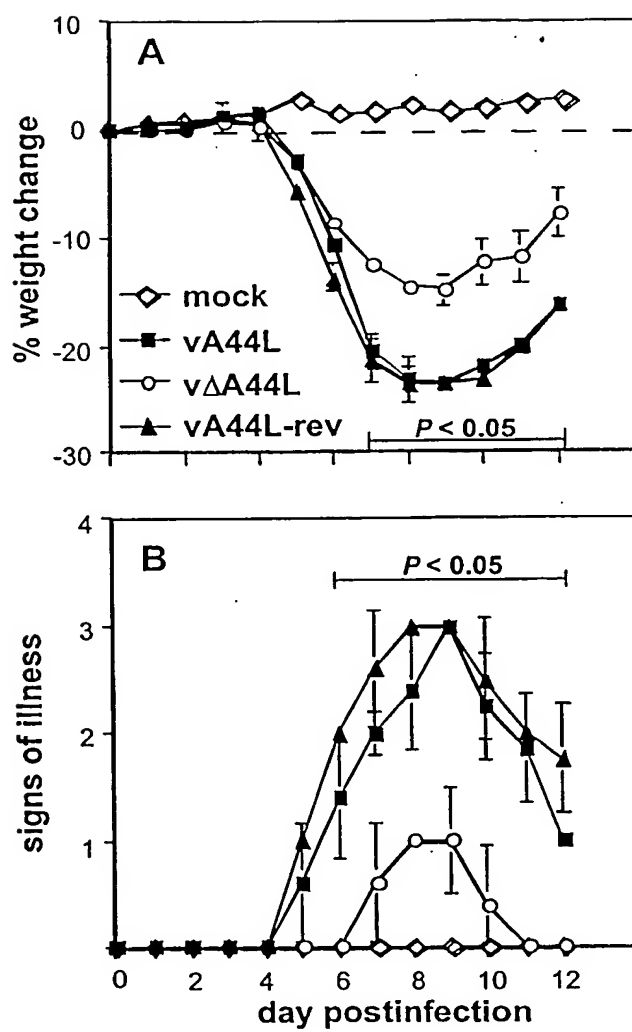 10
A
0
-10
-20
-30
% weight change
mock
vA44L
vΔA44L
vA44L-rev
P < 0.05
4
B
P < 0.05
3
2
1
signs of illness
0 2 4 6 8 10 12
day postinfection